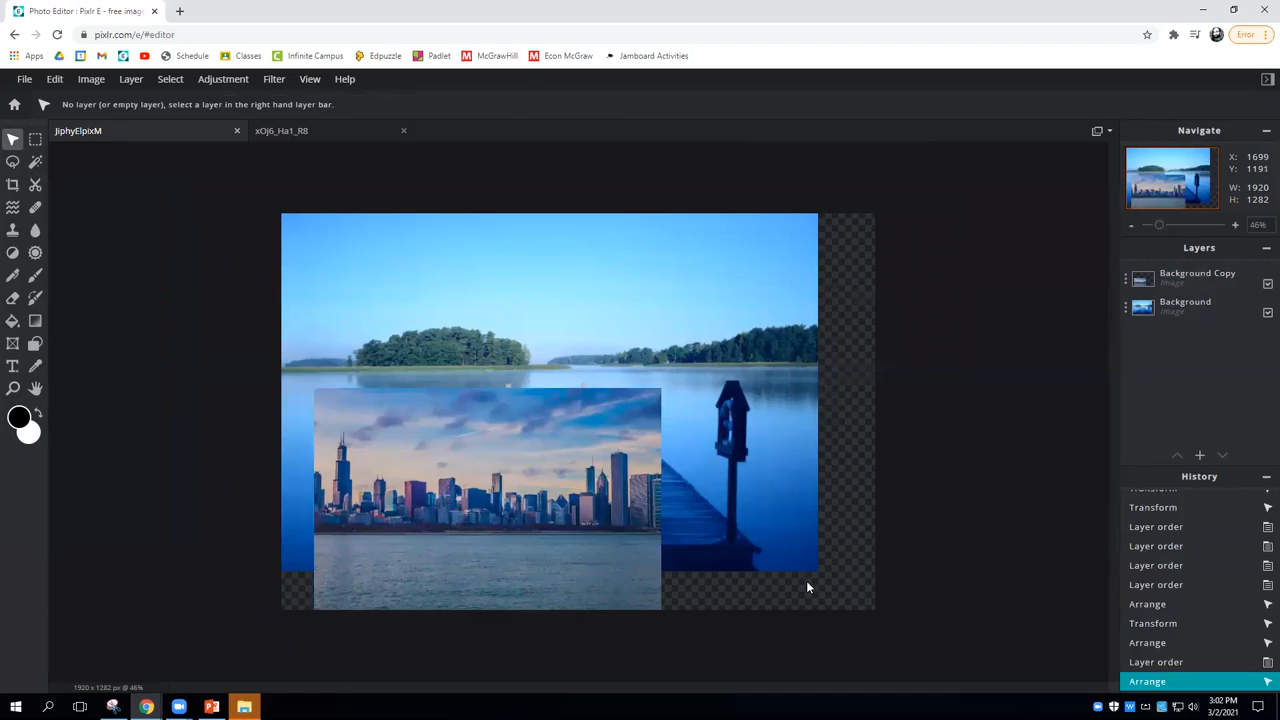 Photo Editor : Pixlr E - free imag
pixlr.com/e/#editor
Error
Apps
Schedule
Classes
Infinite Campus
Edpuzzle
Padlet
McGrawHill
Econ McGraw
Jamboard Activities
File Edit Image Layer Select Adjustment Filter View Help
No layer (or empty layer), select a layer in the right hand layer bar.
JiphyElpixM
xOj6_Ha1_R8
Navigate
X: 1699
Y: 1191
W: 1920
H: 1282
46%
Layers
Background Copy
Image
Background
Image
History
Transform
Layer order
Layer order
Layer order
Layer order
Arrange
Transform
Arrange
Layer order
Arrange
1920 x 1282 px @ 46%
3:02 PM
3/2/2021